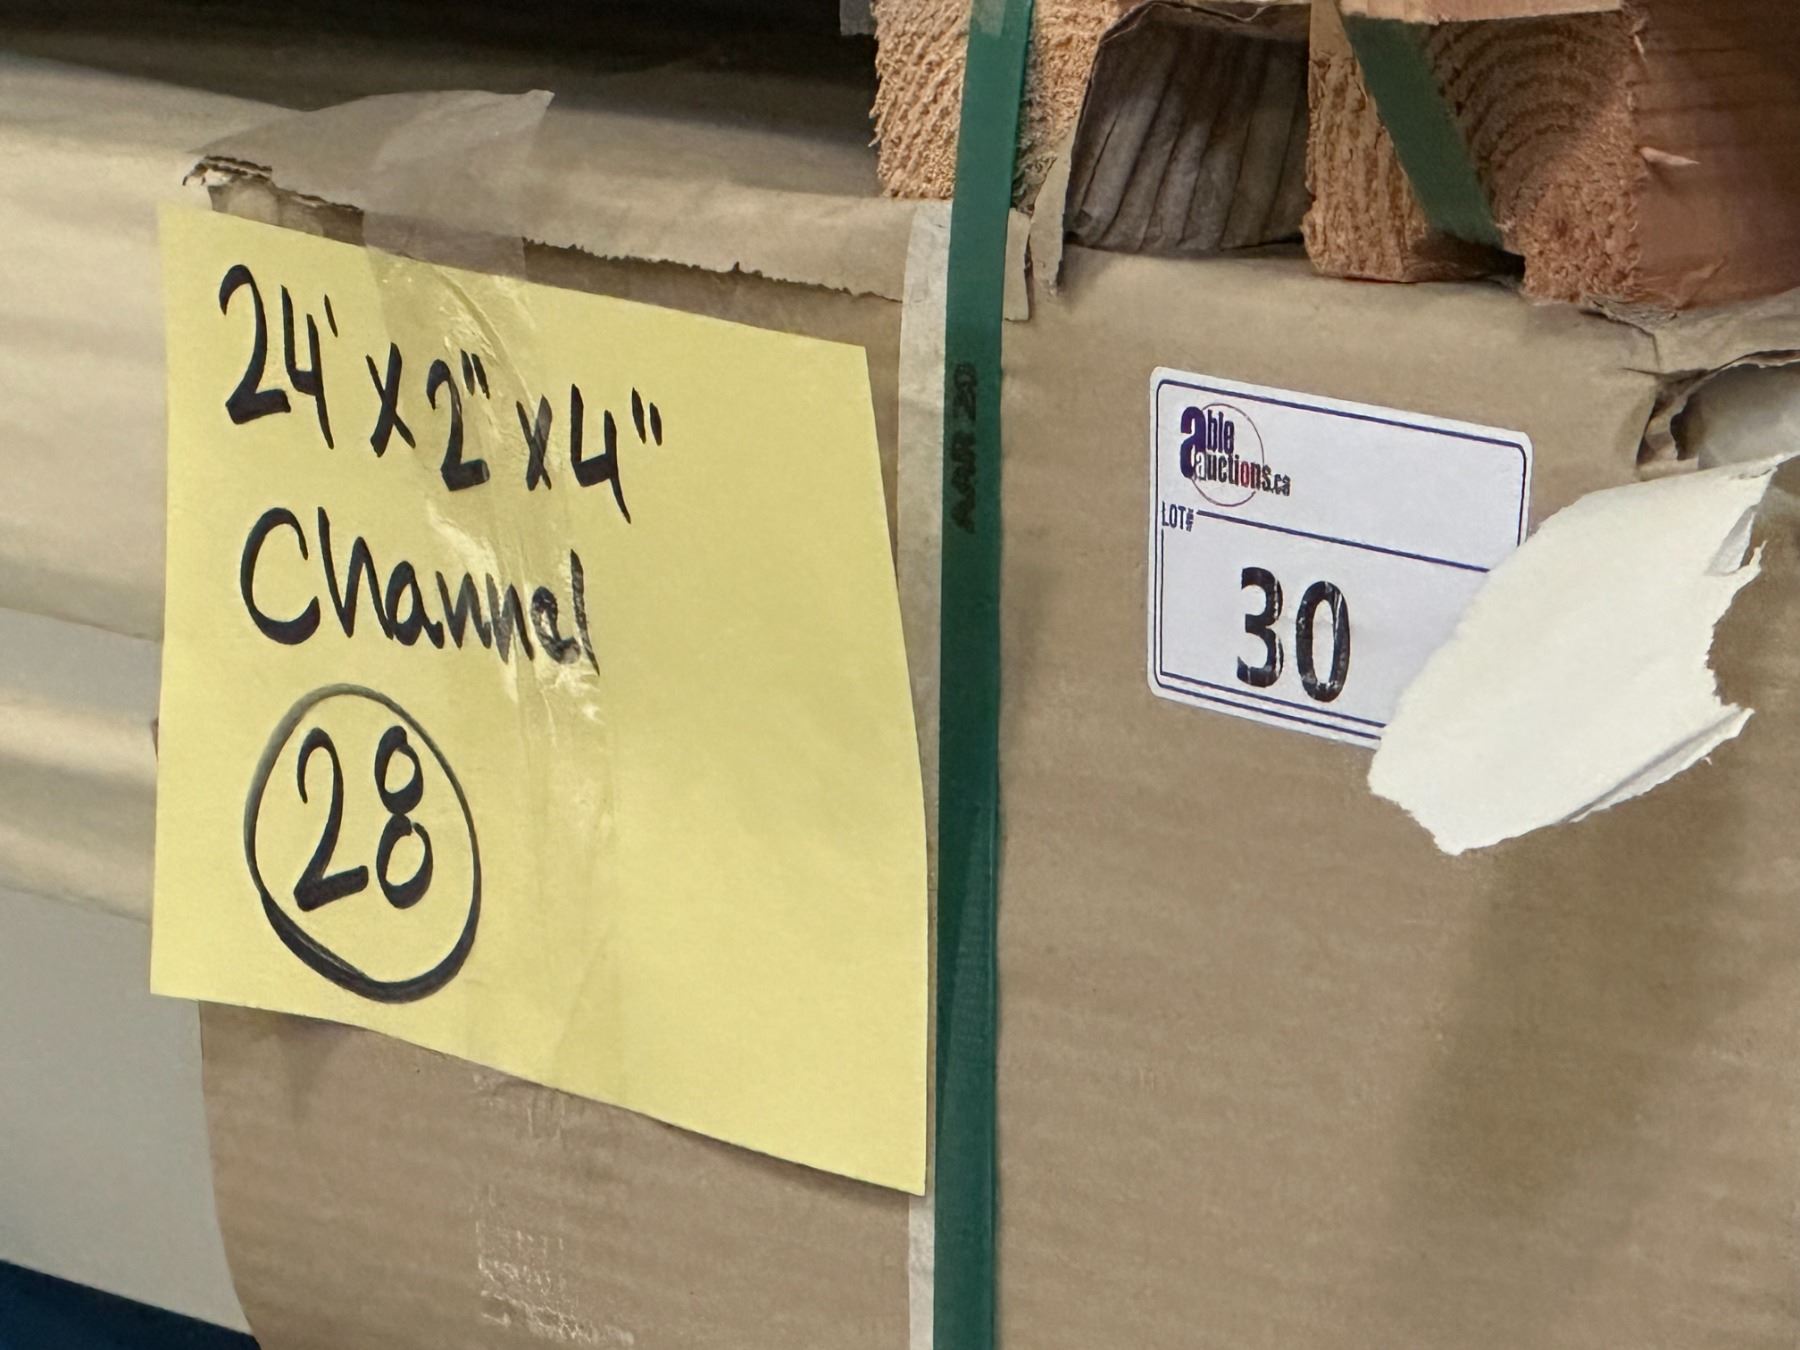 24' x 2" x 4"
Channel
28
able
auctions.ca
LOT#
30